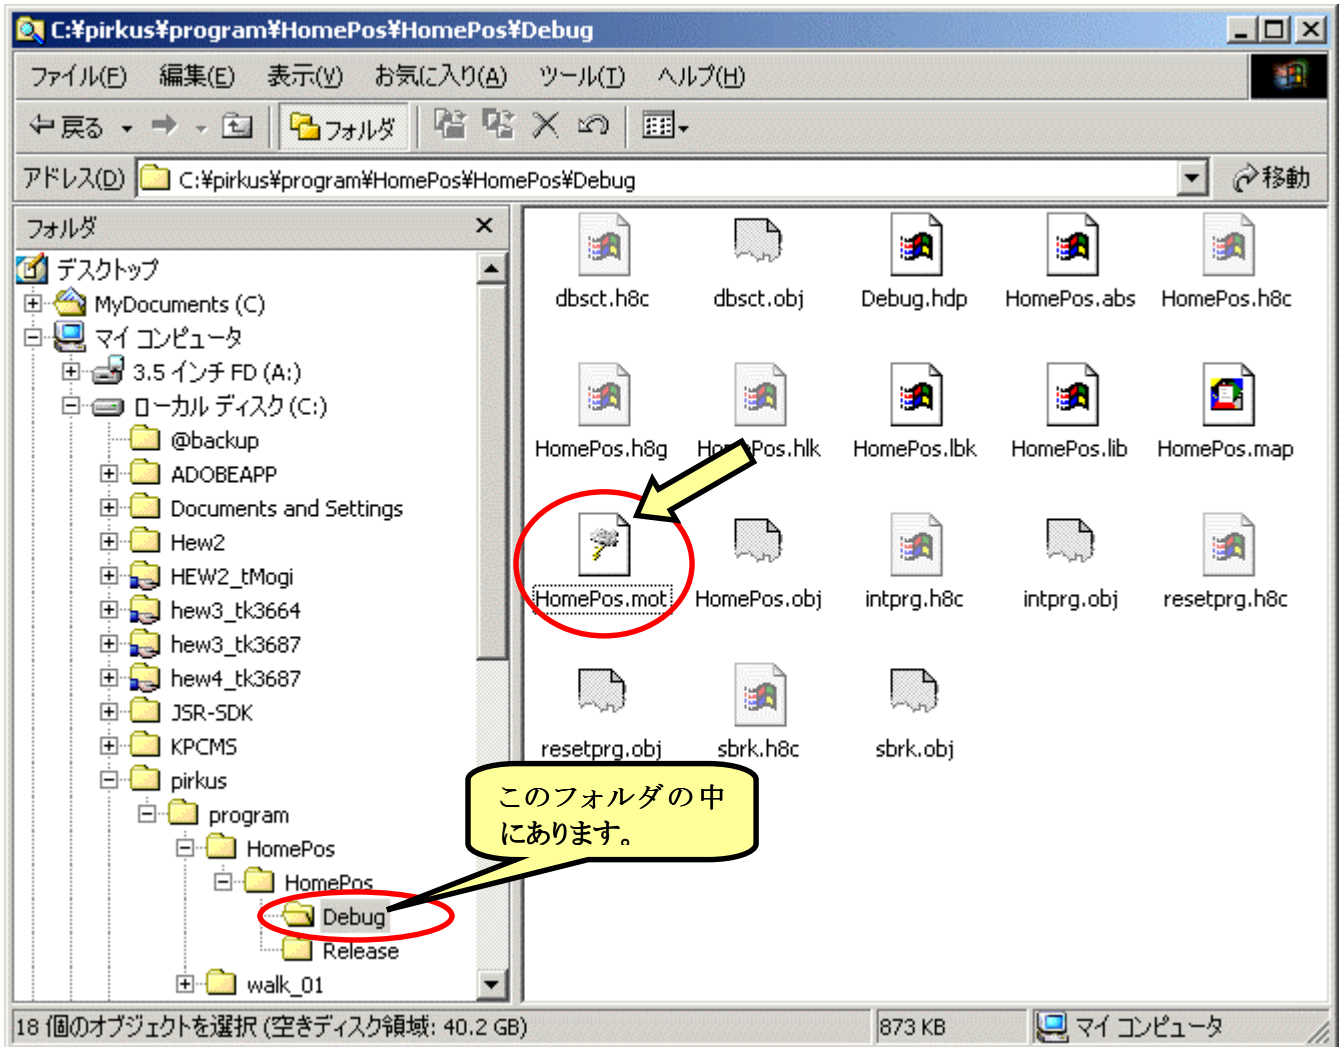 C:¥pirkus¥program¥HomePos¥HomePos¥Debug
ファイル(F) 編集(E) 表示(V) お気に入り(A) ツール(T) ヘルプ(H)
戻る フォルダ
アドレス(D) C:¥pirkus¥program¥HomePos¥HomePos¥Debug 移動
フォルダ
デスクトップ
MyDocuments (C)
マイ コンピュータ
3.5 インチ FD (A:)
ローカル ディスク (C:)
@backup
ADOBEAPP
Documents and Settings
Hew2
HEW2_tMogi
hew3_tk3664
hew3_tk3687
hew4_tk3687
JSR-SDK
KPCMS
pirkus
program
HomePos
HomePos
Debug
Release
walk_01
dbsct.h8c dbsct.obj Debug.hdp HomePos.abs HomePos.h8c
HomePos.h8g HomePos.hlk HomePos.lbk HomePos.lib HomePos.map
HomePos.mot HomePos.obj intprg.h8c intprg.obj resetprg.h8c
resetprg.obj sbrk.h8c sbrk.obj
このフォルダの中
にあります。
18 個のオブジェクトを選択 (空きディスク領域: 40.2 GB) 873 KB マイ コンピュータ